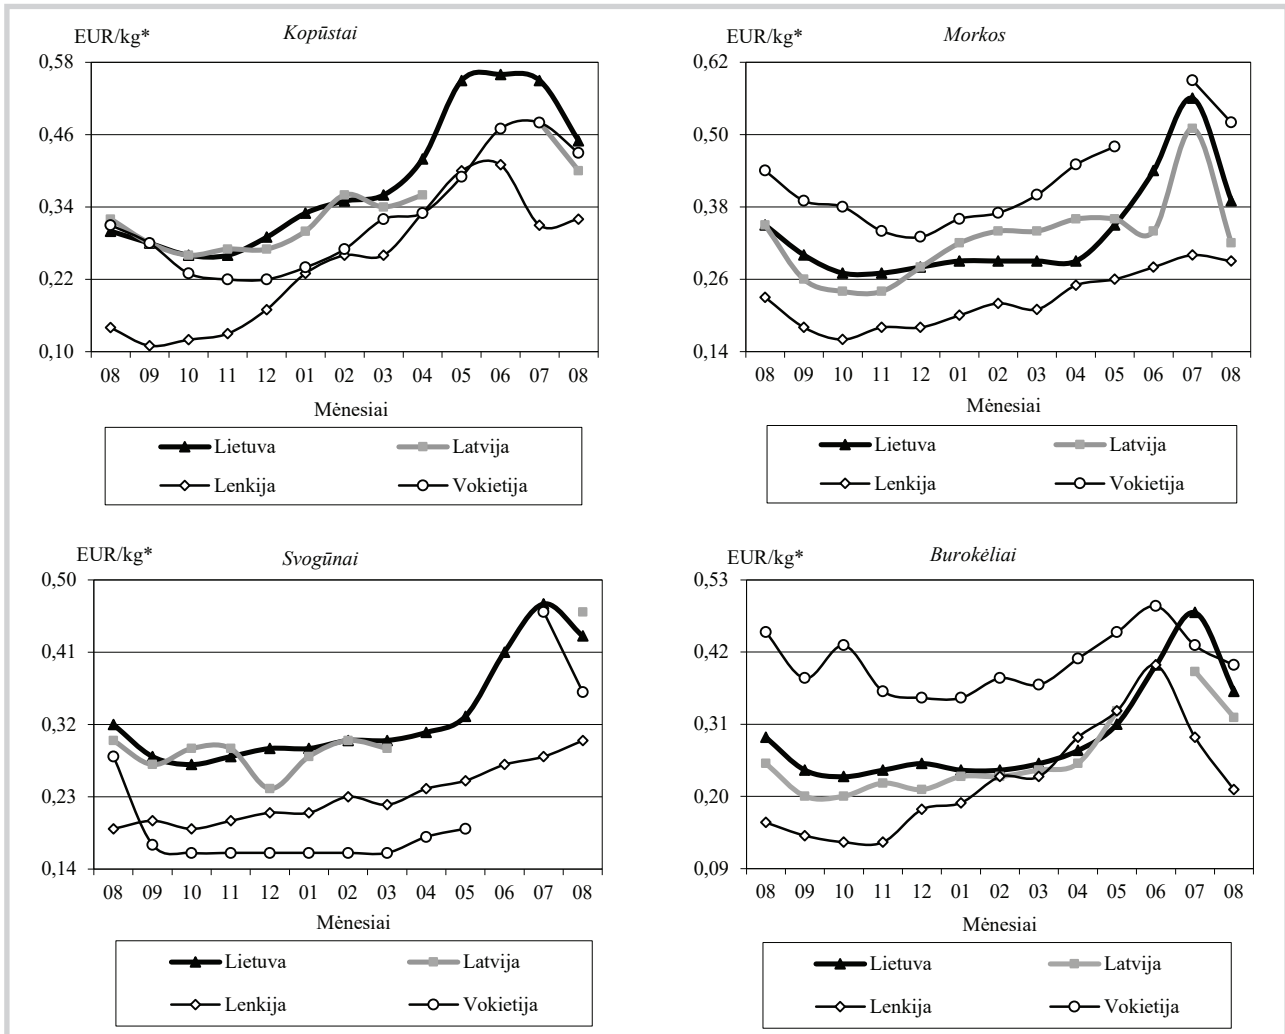 EUR/kg*
Kopūstai
0,58
0,46
0,34
0,22
0,10
08 09 10 11 12 01 02 03 04 05 06 07 08
Mėnesiai
Lietuva Latvija
Lenkija Vokietija
EUR/kg*
Morkos
0,62
0,50
0,38
0,26
0,14
08 09 10 11 12 01 02 03 04 05 06 07 08
Mėnesiai
Lietuva Latvija
Lenkija Vokietija
EUR/kg*
Svogūnai
0,50
0,41
0,32
0,23
0,14
08 09 10 11 12 01 02 03 04 05 06 07 08
Mėnesiai
Lietuva Latvija
Lenkija Vokietija
EUR/kg*
Burokėliai
0,53
0,42
0,31
0,20
0,09
08 09 10 11 12 01 02 03 04 05 06 07 08
Mėnesiai
Lietuva Latvija
Lenkija Vokietija